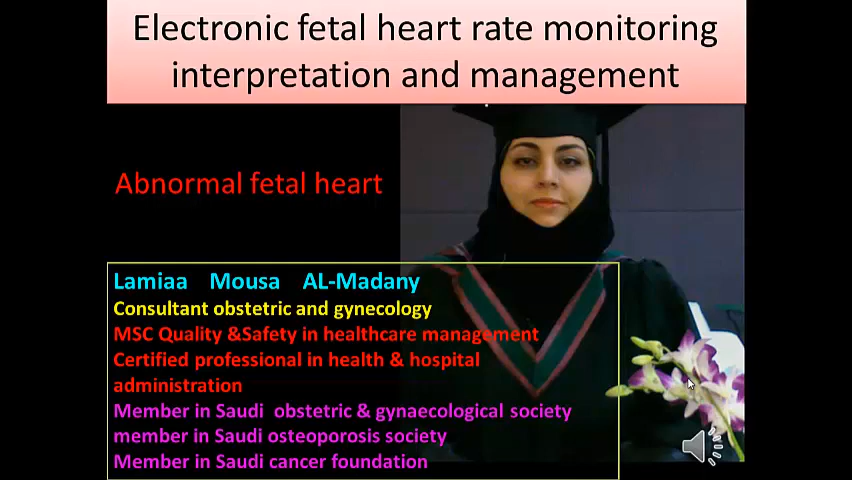 Electronic fetal heart rate monitoring
interpretation and management
Abnormal fetal heart
Lamiaa Mousa AL-Madany
Consultant obstetric and gynecology
MSC Quality &Safety in healthcare management
Certified professional in health & hospital
administration
Member in Saudi obstetric & gynaecological society
member in Saudi osteoporosis society
Member in Saudi cancer foundation